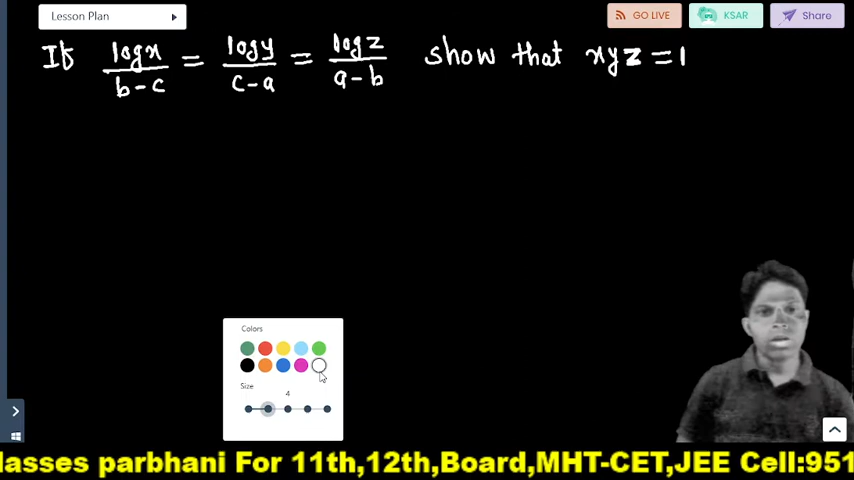 Lesson Plan
GO LIVE
KSAR
Share
If logx/b-c = logy/c-a = logz/a-b show that xyz = 1
Colors
Size
4
lasses parbhani For 11th,12th,Board,MHT-CET,JEE Cell:951